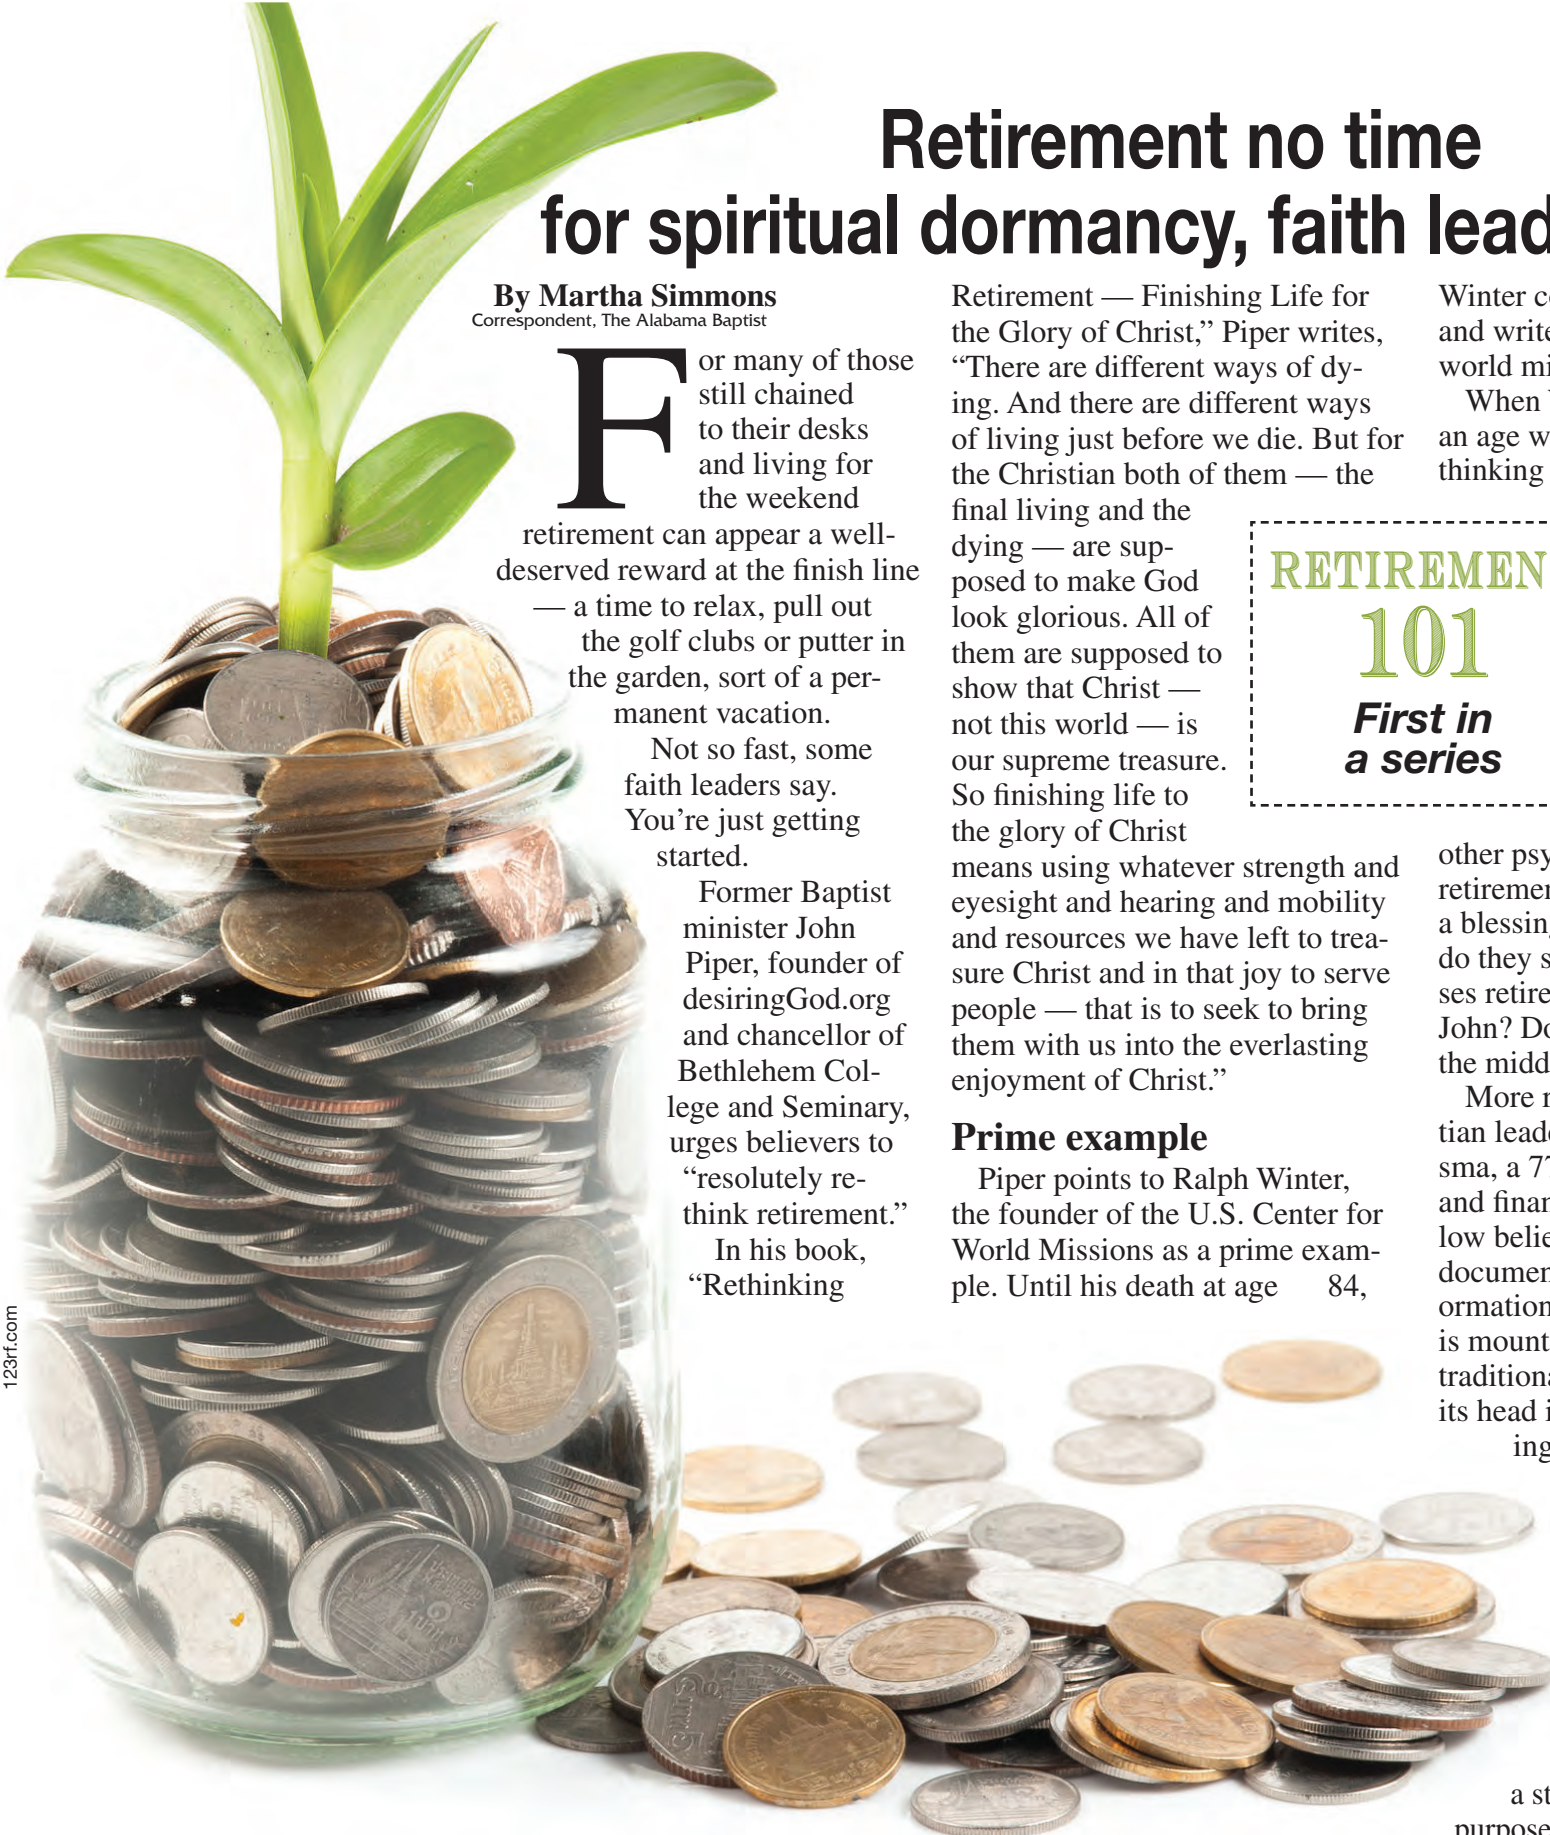 Retirement no time
for spiritual dormancy, faith lead
By Martha Simmons
Correspondent, The Alabama Baptist
For many of those
still chained
to their desks
and living for
the weekend
retirement can appear a well-
deserved reward at the finish line
— a time to relax, pull out
the golf clubs or putter in
the garden, sort of a per-
manent vacation.
Not so fast, some
faith leaders say.
You're just getting
started.
Former Baptist
minister John
Piper, founder of
desiringGod.org
and chancellor of
Bethlehem Col-
lege and Seminary,
urges believers to
“resolutely re-
think retirement.”
In his book,
“Rethinking
Retirement — Finishing Life for
the Glory of Christ,” Piper writes,
“There are different ways of dy-
ing. And there are different ways
of living just before we die. But for
the Christian both of them — the
final living and the
dying — are sup-
posed to make God
look glorious. All of
them are supposed to
show that Christ —
not this world — is
our supreme treasure.
So finishing life to
the glory of Christ
means using whatever strength and
eyesight and hearing and mobility
and resources we have left to trea-
sure Christ and in that joy to serve
people — that is to seek to bring
them with us into the everlasting
enjoyment of Christ.”
Prime example
Piper points to Ralph Winter,
the founder of the U.S. Center for
World Missions as a prime exam-
ple. Until his death at age 84,
Winter c
and write
world mi
When
an age w
thinking
RETIREMEN
101
First in
a series
other psy
retiremen
a blessing
do they s
ses retire
John? Do
the midd
More r
tian leade
sma, a 77
and finan
low belie
documen
ormation
is mount
tradition
its head i
ing
a st
purpose
123rf.com